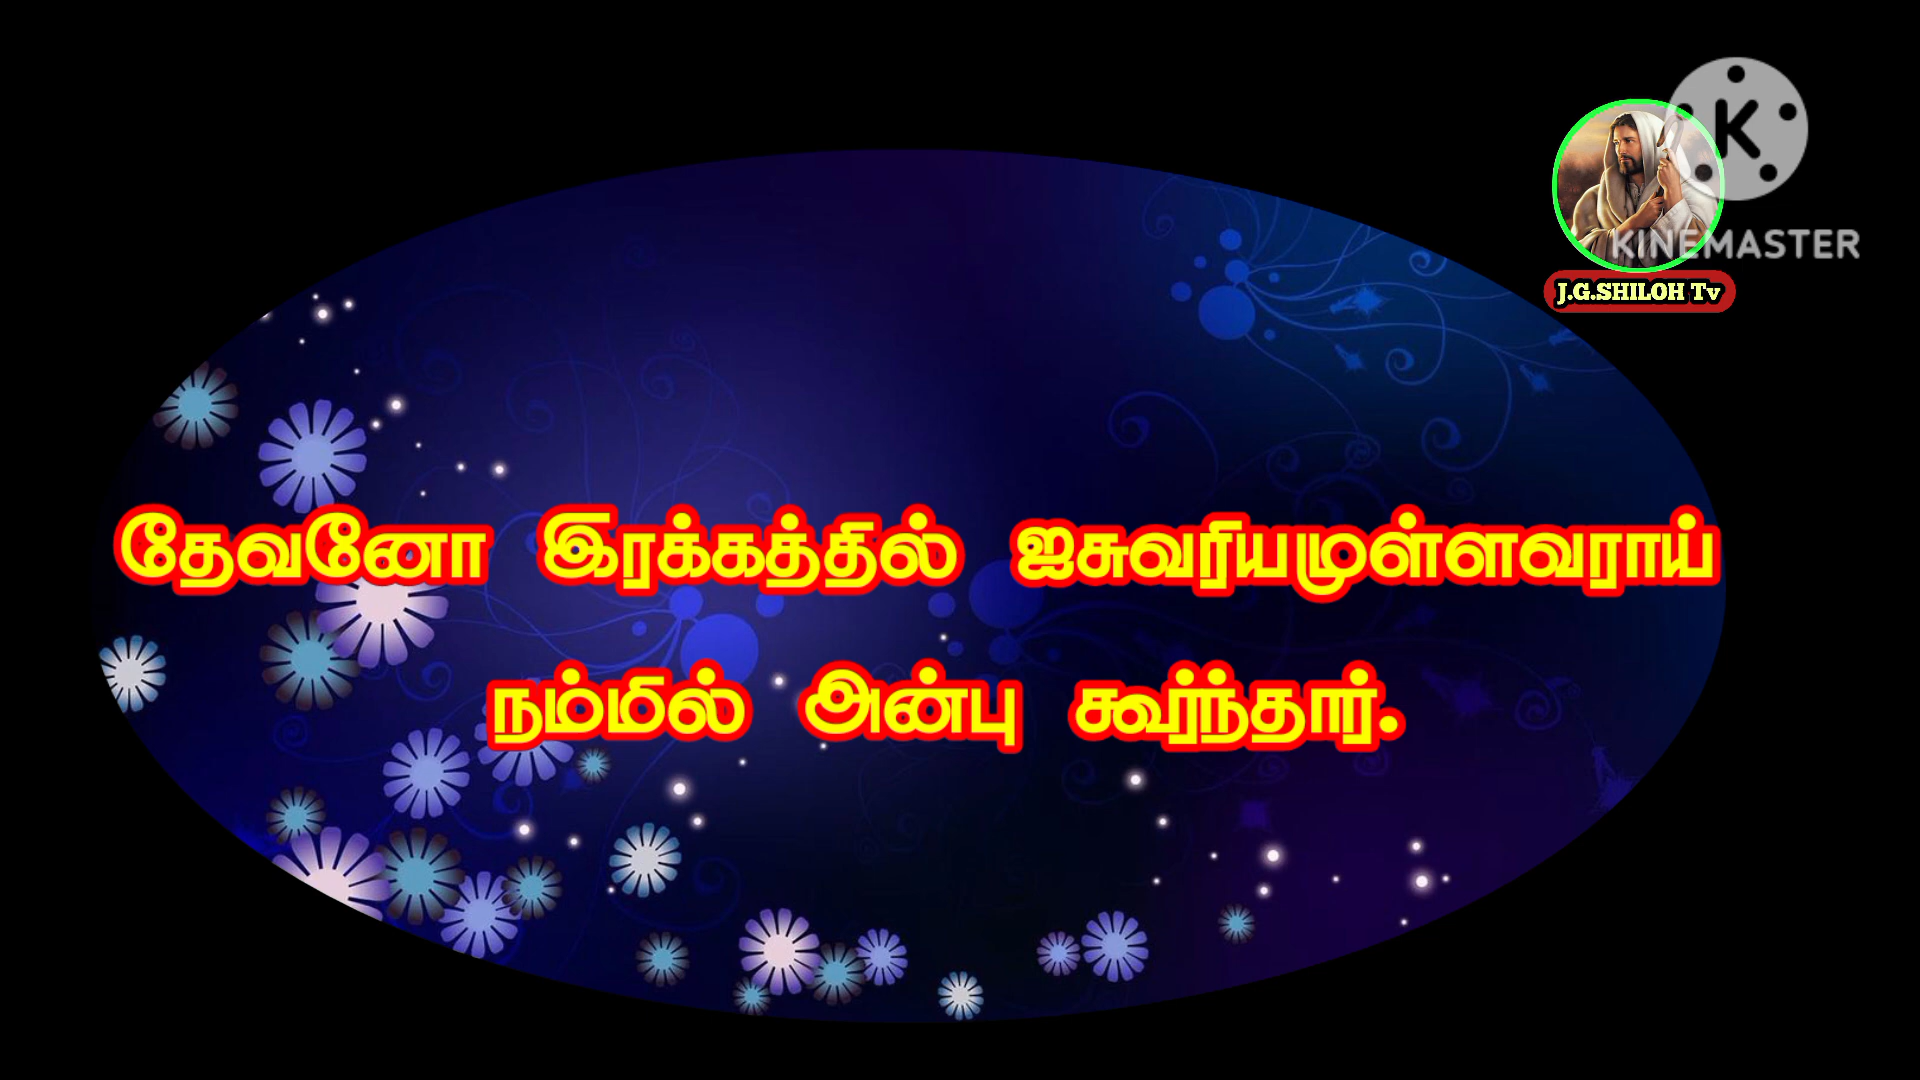 K
KINEMASTER
J.G.SHILOH Tv
தேவனோ இரக்கத்தில் ஐசுவரியமுள்ளவராய்
நம்மில் அன்பு கூர்ந்தார்.